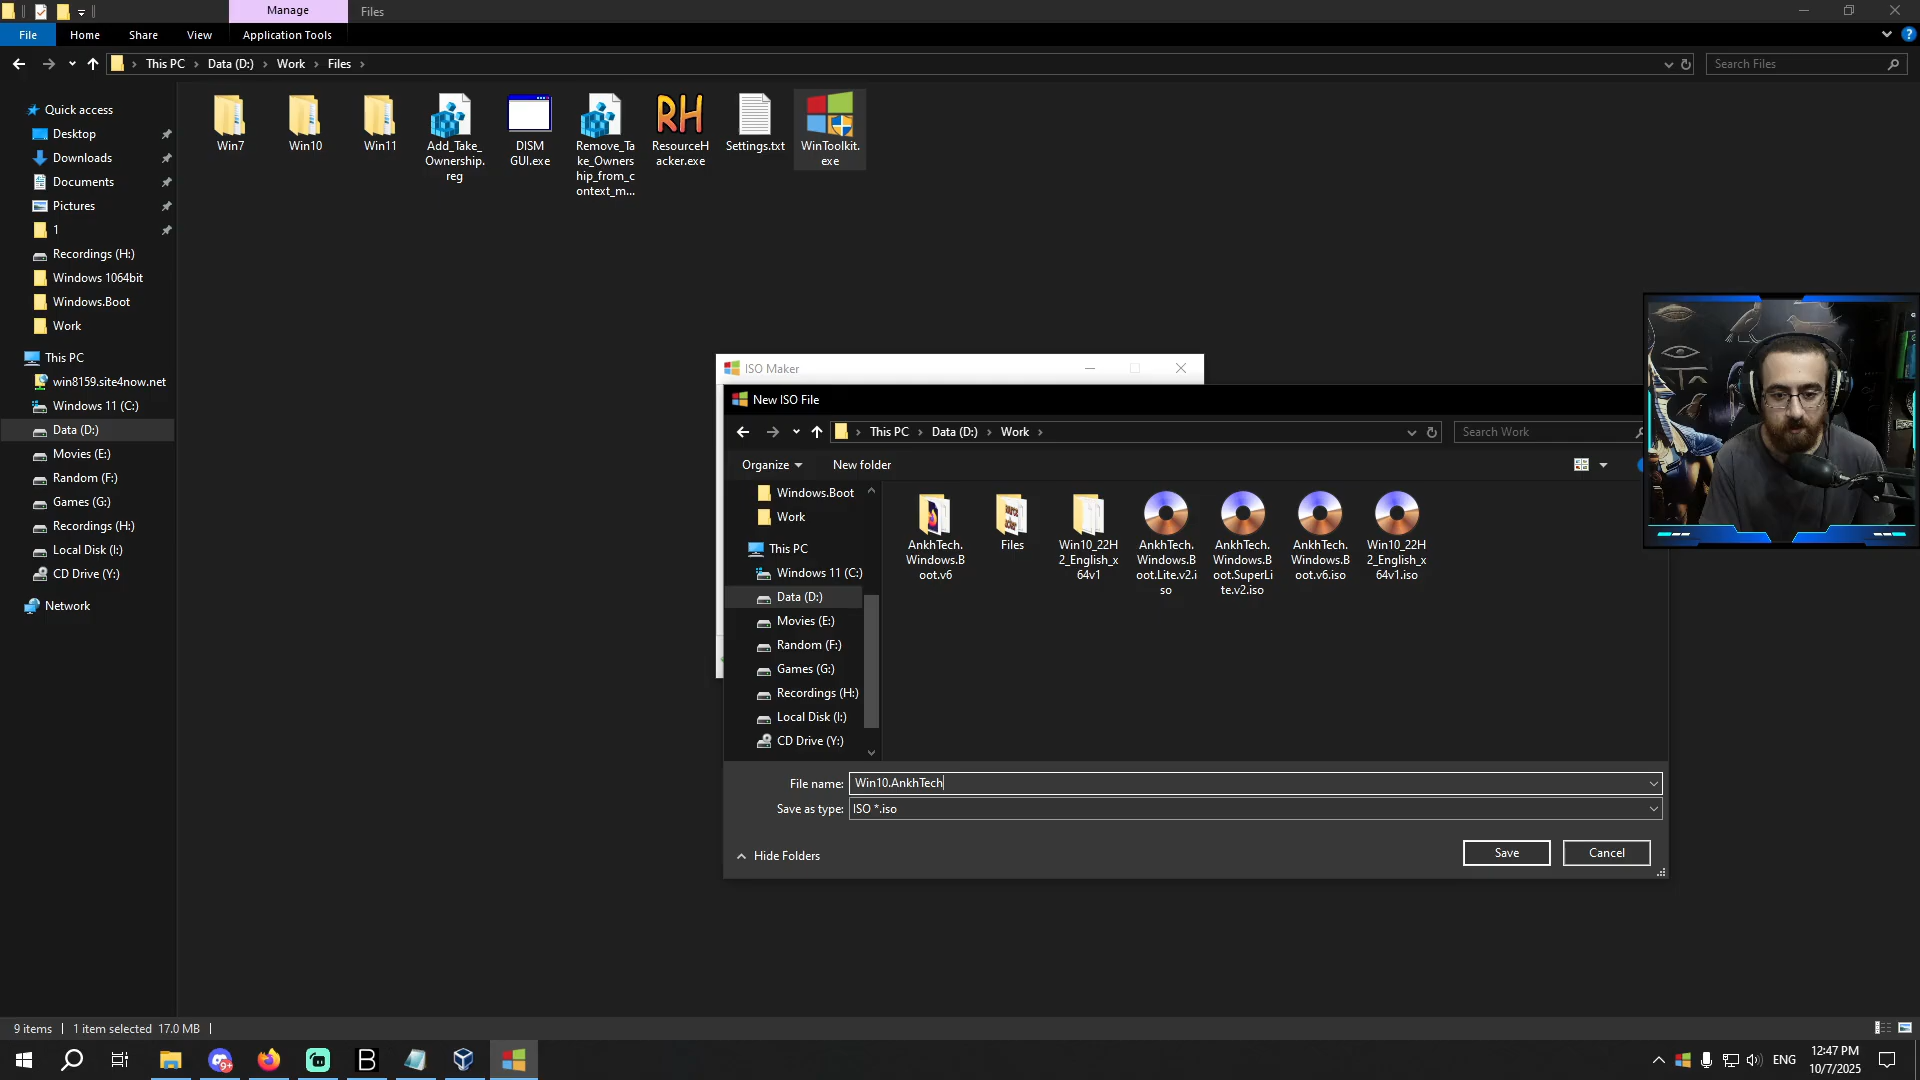 Manage
Files
File
Home
Share
View
Application Tools
This PC
Data (D:)
Work
Files
Search Files
Quick access
Desktop
Downloads
Documents
Pictures
1
Recordings (H:)
Windows 1064bit
Windows.Boot
Work
This PC
win8159.site4now.net
Windows 11 (C:)
Data (D:)
Movies (E:)
Random (F:)
Games (G:)
Recordings (H:)
Local Disk (I:)
CD Drive (Y:)
Network
Win7
Win10
Win11
Add_Take_
Ownership.
reg
DISM
GUI.exe
Remove_Ta
ke_Owners
hip_from_c
ontext_m...
RH
ResourceH
acker.exe
Settings.txt
WinToolkit.
exe
ISO Maker
New ISO File
This PC
Data (D:)
Work
Search Work
Organize
New folder
Windows.Boot
Work
This PC
Windows 11 (C:)
Data (D:)
Movies (E:)
Random (F:)
Games (G:)
Recordings (H:)
Local Disk (I:)
CD Drive (Y:)
AnkhTech.
Windows.B
oot.v6
Files
Win10_22H
2_English_x
64v1
AnkhTech.
Windows.B
oot.Lite.v2.i
so
AnkhTech.
Windows.B
oot.SuperLi
te.v2.iso
AnkhTech.
Windows.B
oot.v6.iso
Win10_22H
2_English_x
64v1.iso
File name:
Win10.AnkhTech
Save as type:
ISO *.iso
Hide Folders
Save
Cancel
9 items
1 item selected 17.0 MB
9+
B
ENG
12:47 PM
10/7/2025